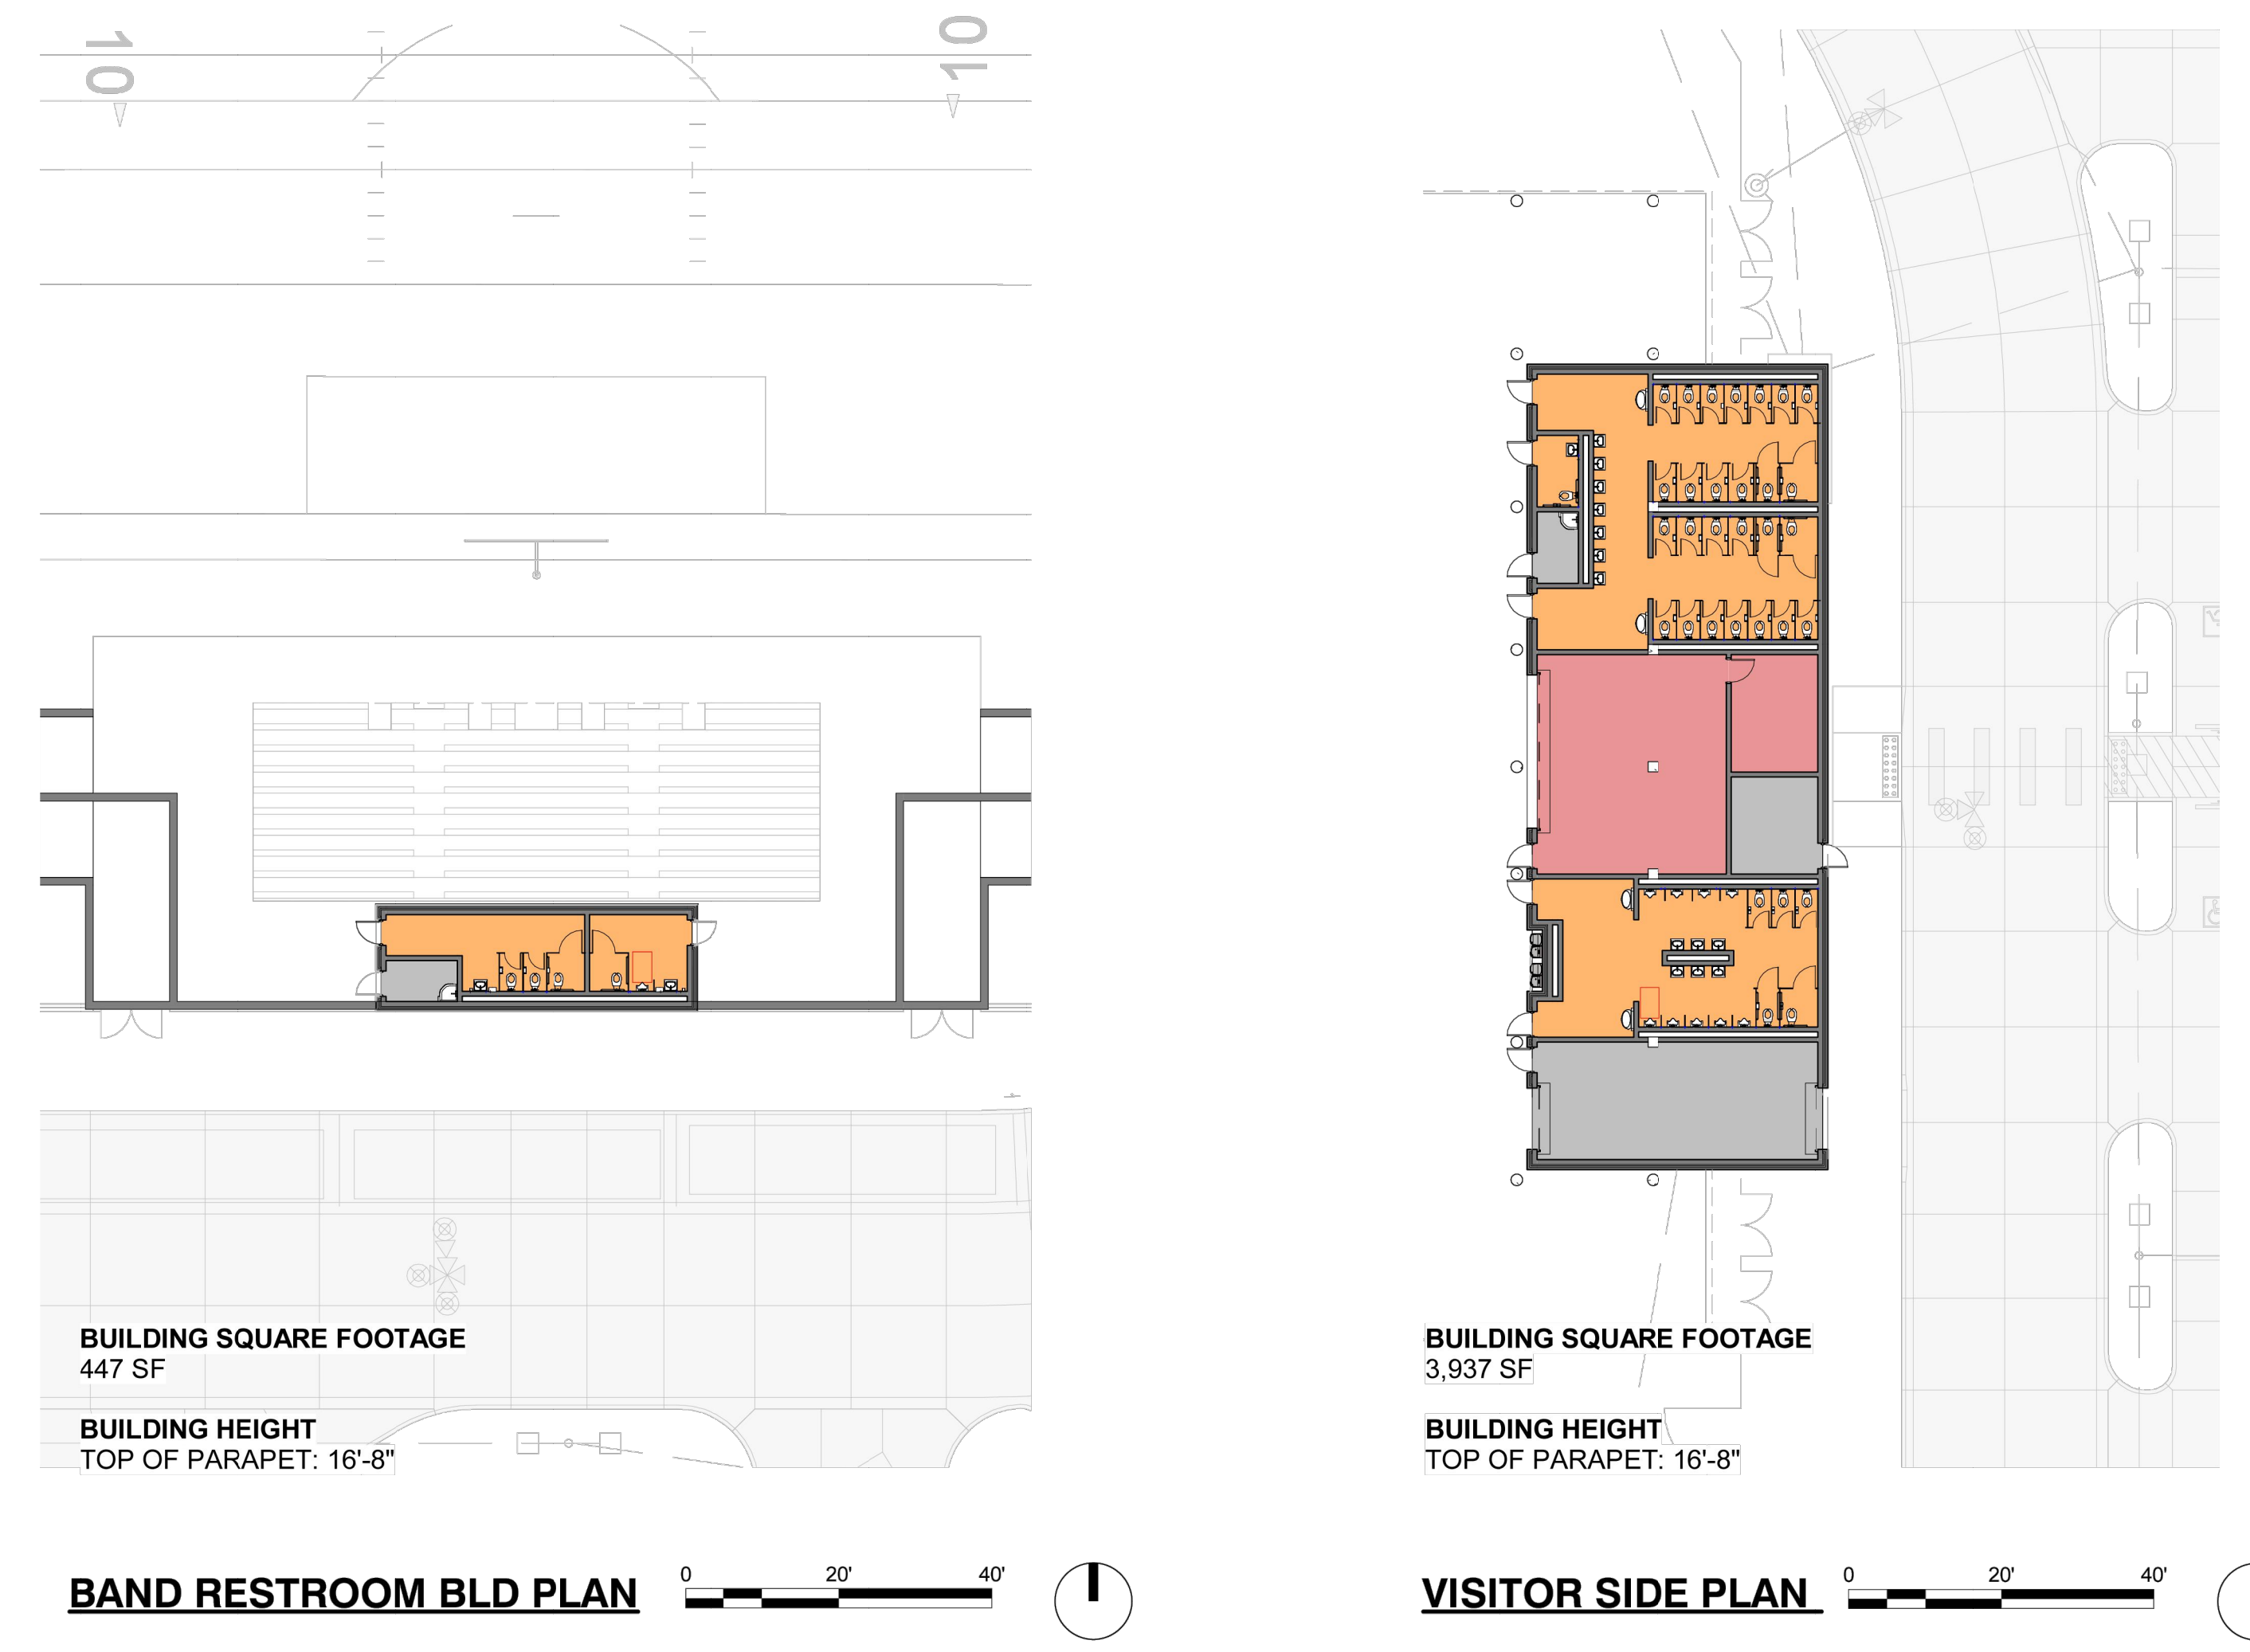 10
10
BUILDING SQUARE FOOTAGE
447 SF
BUILDING HEIGHT
TOP OF PARAPET: 16'-8"
BUILDING SQUARE FOOTAGE
3,937 SF
BUILDING HEIGHT
TOP OF PARAPET: 16'-8"
BAND RESTROOM BLD PLAN
0 20' 40'
VISITOR SIDE PLAN
0 20' 40'